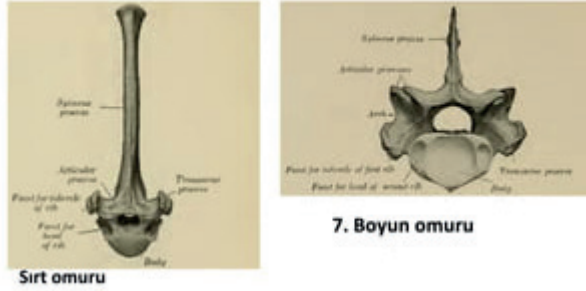 Spinous
process
Articular
process
Transverse
process
Facet for tubercle
of rib
Facet for
head
of rib
Body
Sırt omuru
Spinous process
Articular processes
Arch
Facet for tubercle of first rib
Transverse process
Facet for head of second rib
Body
7. Boyun omuru